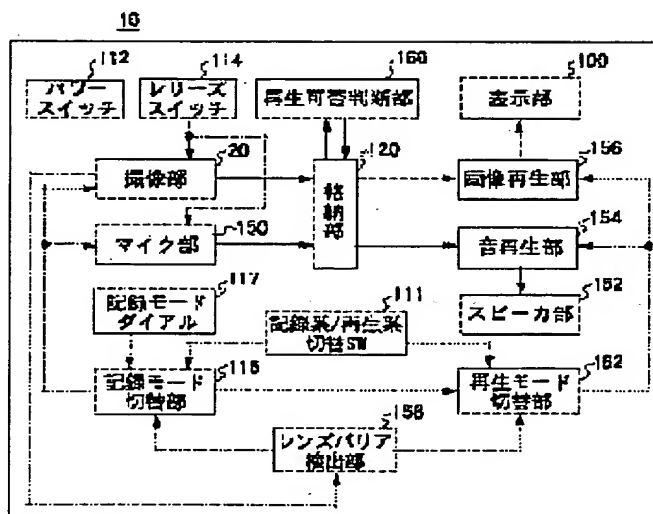 10
112
114
160
100
パワー
スイッチ
レリーズ
スイッチ
再生可否判断部
表示部
20
120
156
撮像部
格納部
画像再生部
150
154
マイク部
音再生部
117
111
152
記録モード
ダイアル
記録系/再生系
切替SW
スピーカ部
116
162
記録モード
切替部
再生モード
切替部
158
レンズバリア
検出部